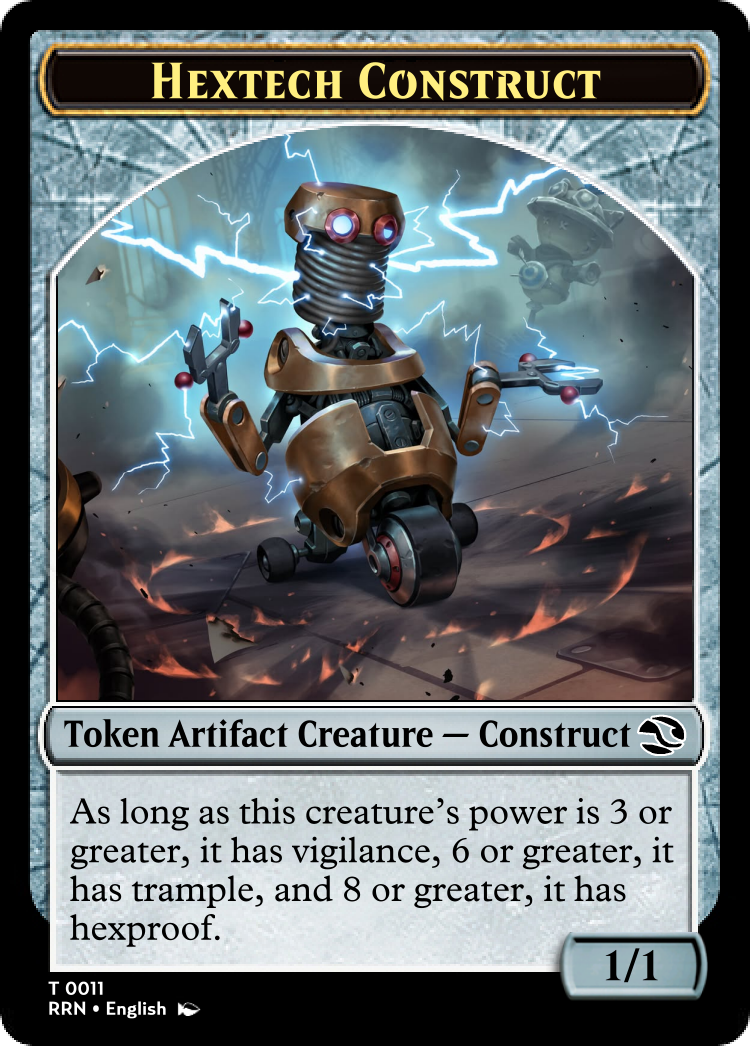 Hextech Construct
Token Artifact Creature — Construct
As long as this creature's power is 3 or
greater, it has vigilance, 6 or greater, it
has trample, and 8 or greater, it has
hexproof.
1/1
T 0011
RRN • English